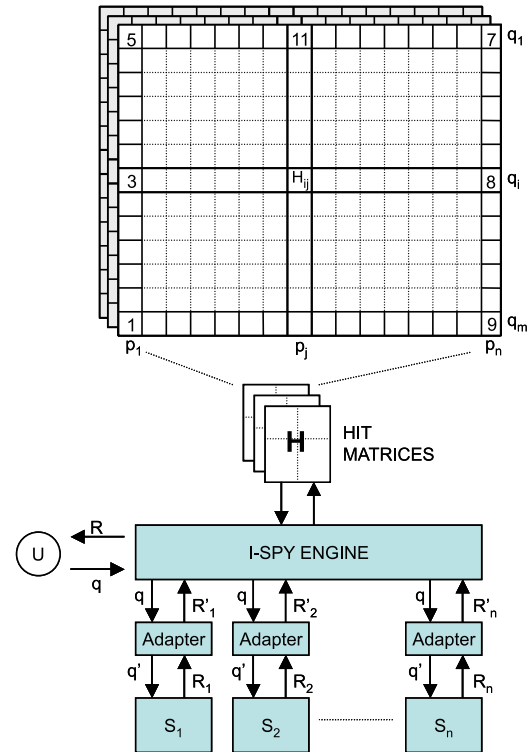 5 11 7 q1
3 Hij 8 qi
1 9 qm
p1 pj pn
H
HIT
MATRICES
R
U
I-SPY ENGINE
q
q R'1 q R'2 q R'n
Adapter Adapter Adapter
q' R1 q' R2 q' Rn
S1 S2 Sn